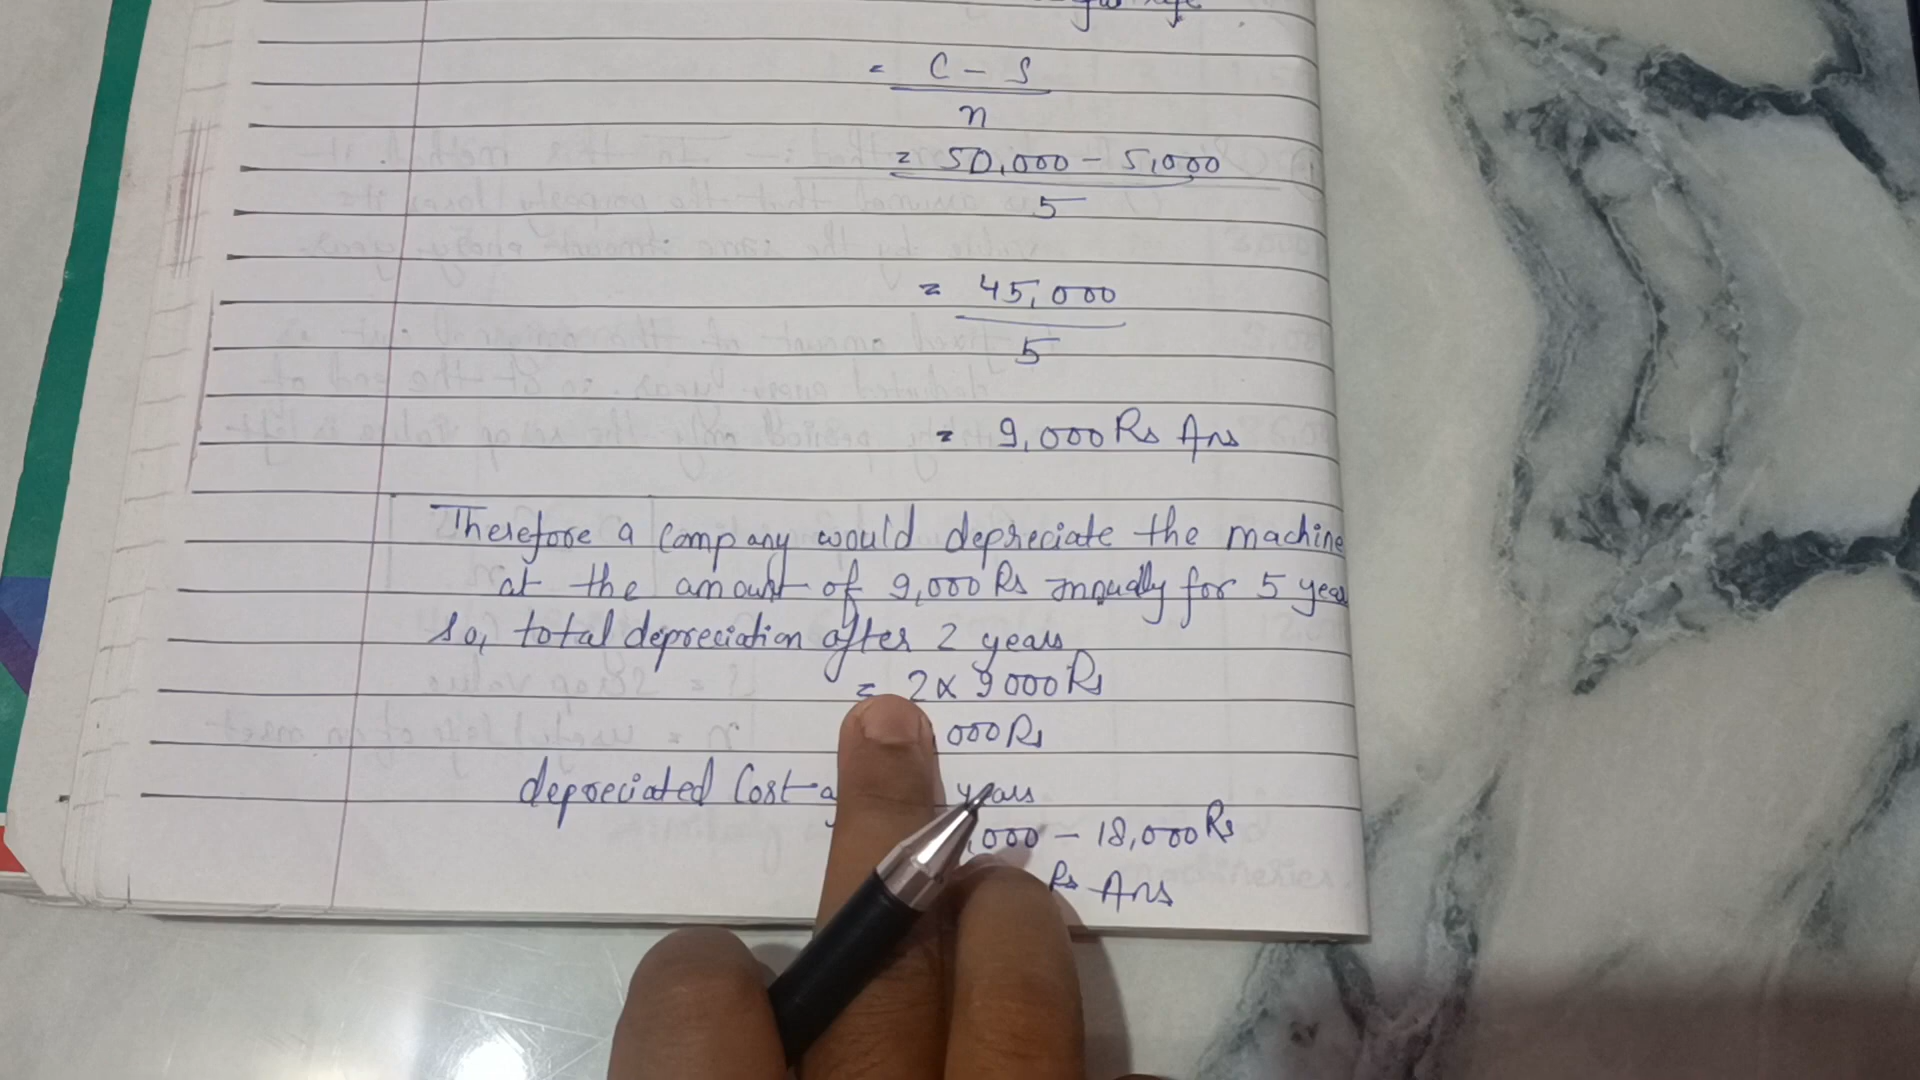 = C - S
n
= 50,000 - 5,000
5
= 45,000
5
= 9,000 Rs Ans
Therefore a Company would depreciate the machine
at the amount of 9,000 Rs annually for 5 year
so, total depreciation after 2 years
= 2 x 9000 Rs
000 Rs
depreciated Cost a years
,000 - 18,000 Rs
Rs Ans